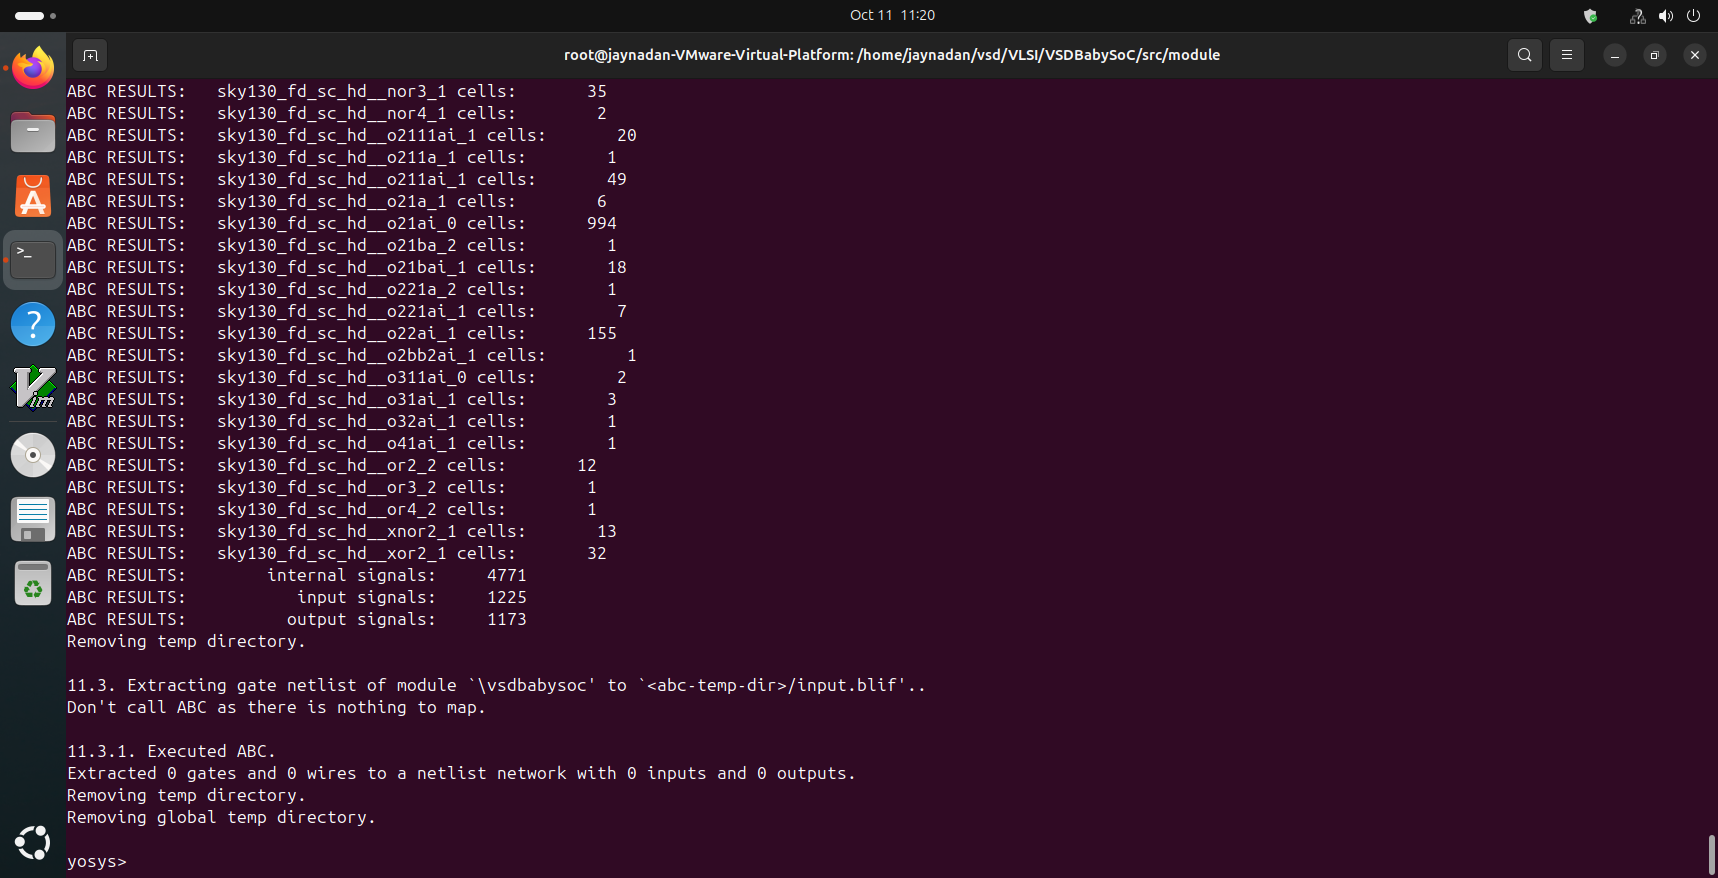 Oct 11 11:20
root@jaynadan-VMware-Virtual-Platform: /home/jaynadan/vsd/VLSI/VSDBabySoC/src/module
ABC RESULTS:   sky130_fd_sc_hd__nor3_1 cells:       35
ABC RESULTS:   sky130_fd_sc_hd__nor4_1 cells:        2
ABC RESULTS:   sky130_fd_sc_hd__o2111ai_1 cells:       20
ABC RESULTS:   sky130_fd_sc_hd__o211a_1 cells:        1
ABC RESULTS:   sky130_fd_sc_hd__o211ai_1 cells:       49
ABC RESULTS:   sky130_fd_sc_hd__o21a_1 cells:        6
ABC RESULTS:   sky130_fd_sc_hd__o21ai_0 cells:      994
ABC RESULTS:   sky130_fd_sc_hd__o21ba_2 cells:        1
ABC RESULTS:   sky130_fd_sc_hd__o21bai_1 cells:       18
ABC RESULTS:   sky130_fd_sc_hd__o221a_2 cells:        1
ABC RESULTS:   sky130_fd_sc_hd__o221ai_1 cells:        7
ABC RESULTS:   sky130_fd_sc_hd__o22ai_1 cells:      155
ABC RESULTS:   sky130_fd_sc_hd__o2bb2ai_1 cells:        1
ABC RESULTS:   sky130_fd_sc_hd__o311ai_0 cells:        2
ABC RESULTS:   sky130_fd_sc_hd__o31ai_1 cells:        3
ABC RESULTS:   sky130_fd_sc_hd__o32ai_1 cells:        1
ABC RESULTS:   sky130_fd_sc_hd__o41ai_1 cells:        1
ABC RESULTS:   sky130_fd_sc_hd__or2_2 cells:       12
ABC RESULTS:   sky130_fd_sc_hd__or3_2 cells:        1
ABC RESULTS:   sky130_fd_sc_hd__or4_2 cells:        1
ABC RESULTS:   sky130_fd_sc_hd__xnor2_1 cells:       13
ABC RESULTS:   sky130_fd_sc_hd__xor2_1 cells:       32
ABC RESULTS:        internal signals:     4771
ABC RESULTS:           input signals:     1225
ABC RESULTS:          output signals:     1173
Removing temp directory.
11.3. Extracting gate netlist of module `\vsdbabysoc' to `<abc-temp-dir>/input.blif'..
Don't call ABC as there is nothing to map.
11.3.1. Executed ABC.
Extracted 0 gates and 0 wires to a netlist network with 0 inputs and 0 outputs.
Removing temp directory.
Removing global temp directory.
yosys>